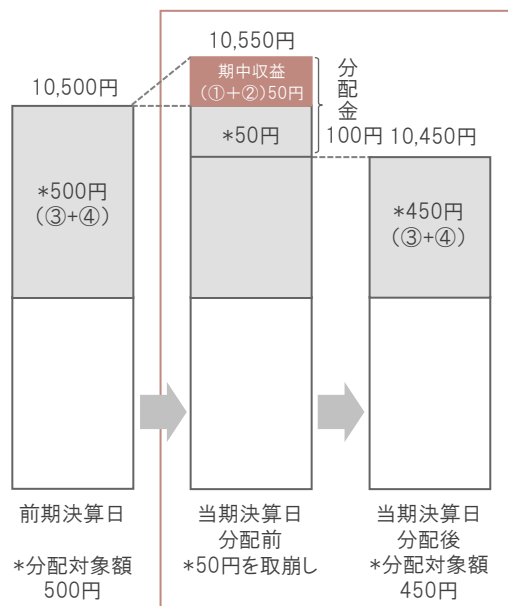 10,550円
期中収益
(①+②)50円
分配金
10,500円
*50円
100円
10,450円
*500円
(③+④)
*450円
(③+④)
前期決算日
*分配対象額
500円
当期決算日
分配前
*50円を取崩し
当期決算日
分配後
*分配対象額
450円